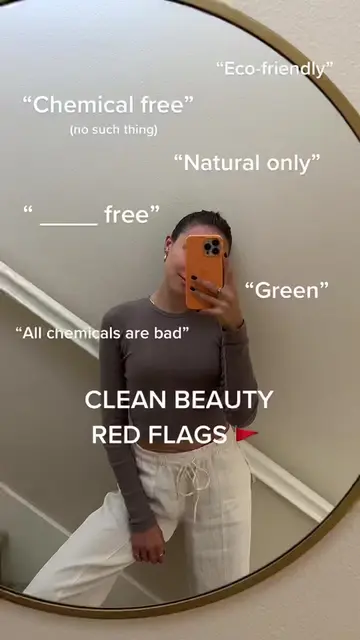 “Eco-friendly”
“Chemical free”
(no such thing)
“Natural only”
“ ____ free”
“Green”
“All chemicals are bad”
CLEAN BEAUTY
RED FLAGS 🚩